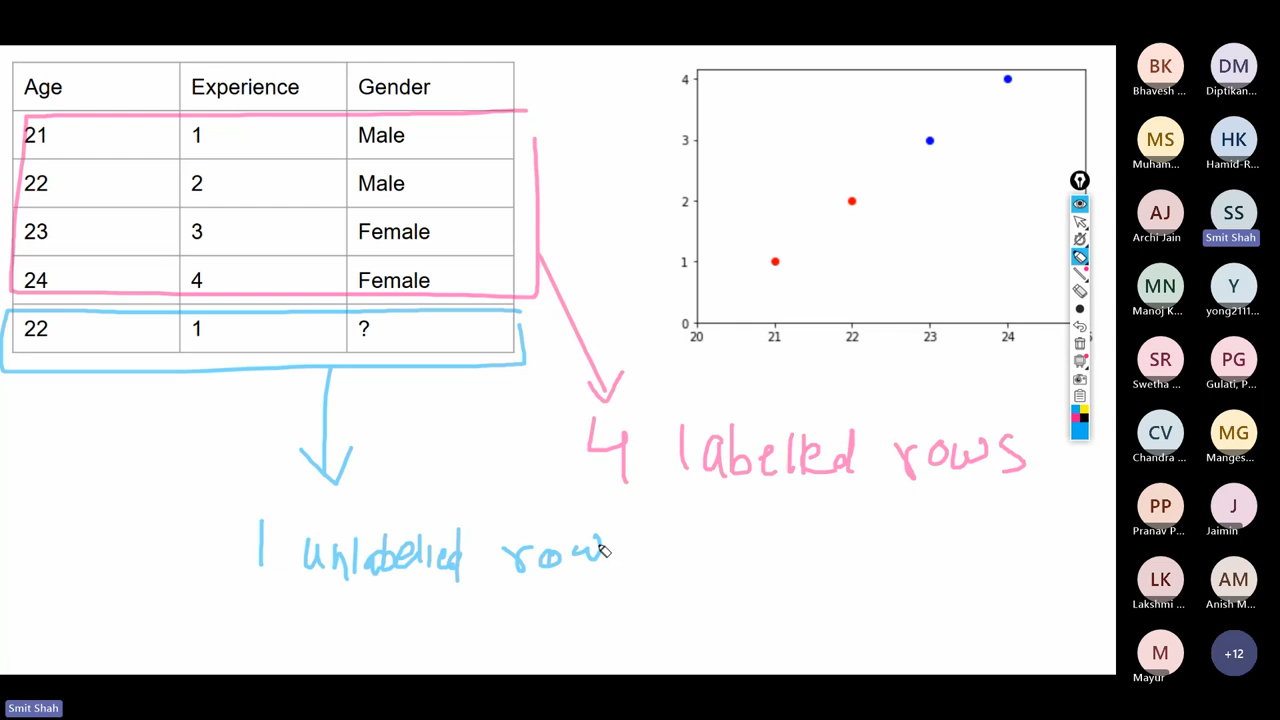 Age Experience Gender
21 1 Male
22 2 Male
23 3 Female
24 4 Female
22 1 ?
4
3
2
1
0
20 21 22 23 24
4 labelled rows
1 unlabelled row
BK DM
Bhavesh ... Diptikan...
MS HK
Muham... Hamid-R...
AJ SS
Archi Jain Smit Shah
MN Y
Manoj K... yong2111...
SR PG
Swetha ... Gulati, P...
CV MG
Chandra ... Manges...
PP J
Pranav P... Jaimin
LK AM
Lakshmi ... Anish M...
M +12
Mayur
Smit Shah